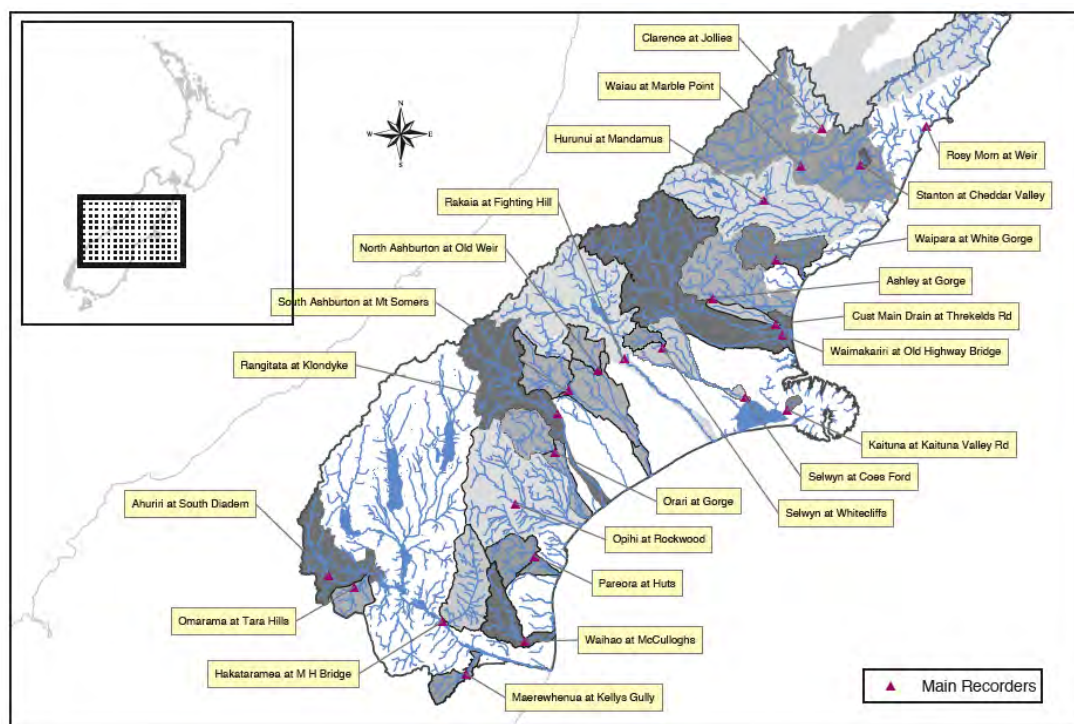 Clarence at Jollies
Waiau at Marble Point
Hurunui at Mandamus
Rosy Morn at Weir
Stanton at Cheddar Valley
Rakaia at Fighting Hill
North Ashburton at Old Weir
Waipara at White Gorge
Ashley at Gorge
South Ashburton at Mt Somers
Cust Main Drain at Threkelds Rd
Waimakariri at Old Highway Bridge
Rangitata at Klondyke
Kaituna at Kaituna Valley Rd
Selwyn at Coes Ford
Ahuriri at South Diadem
Orari at Gorge
Selwyn at Whitecliffs
Opihi at Rockwood
Pareora at Huts
Omarama at Tara Hills
Waihao at McCulloghs
Hakataramea at M H Bridge
Maerewhenua at Kellys Gully
Main Recorders
N
W E
S